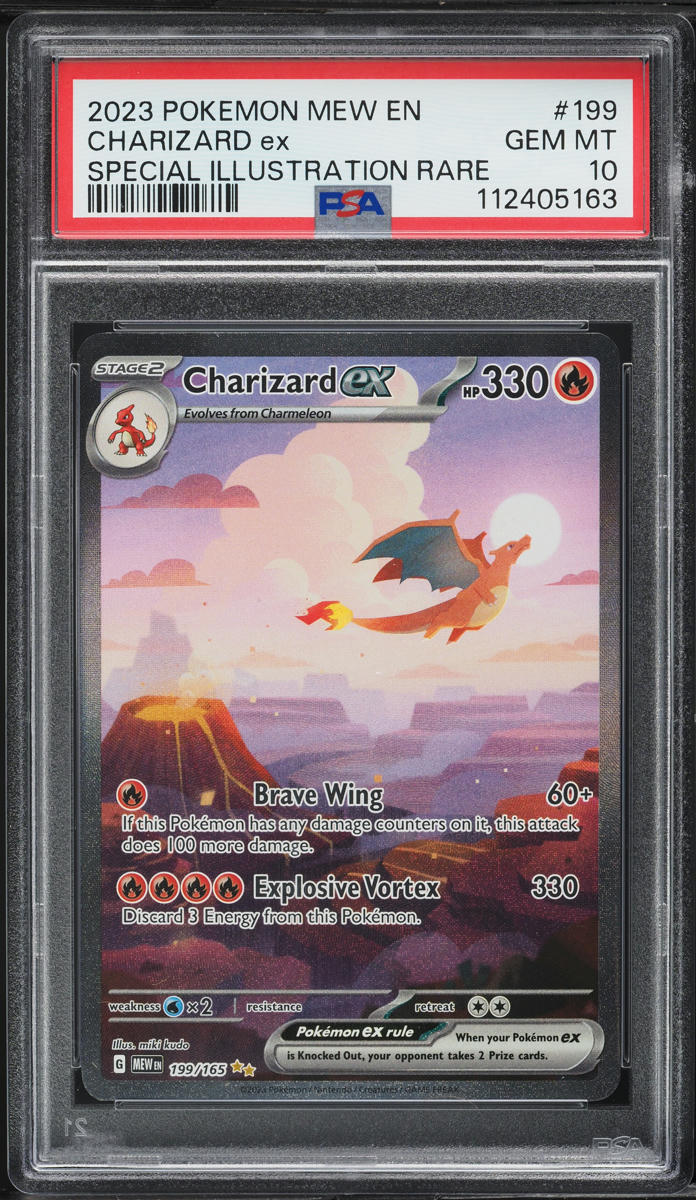 2023 POKEMON MEW EN #199
CHARIZARD ex GEM MT
SPECIAL ILLUSTRATION RARE 10
PSA 112405163
STAGE2
Charizard ex HP 330
Evolves from Charmeleon
Brave Wing 60+
If this Pokémon has any damage counters on it, this attack
does 100 more damage.
Explosive Vortex 330
Discard 3 Energy from this Pokémon.
weakness ×2 resistance retreat
Pokémon ex rule When your Pokémon ex
is Knocked Out, your opponent takes 2 Prize cards.
Illus. miki kudo
G MEW EN 199/165
©2023 Pokémon / Nintendo / Creatures / GAME FREAK
21 PSA